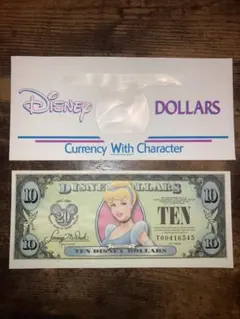 Disney DOLLARS
Currency With Character
10 DISNEY DOLLARS 10
TEN
T00416545
10 TEN DISNEY DOLLARS 10